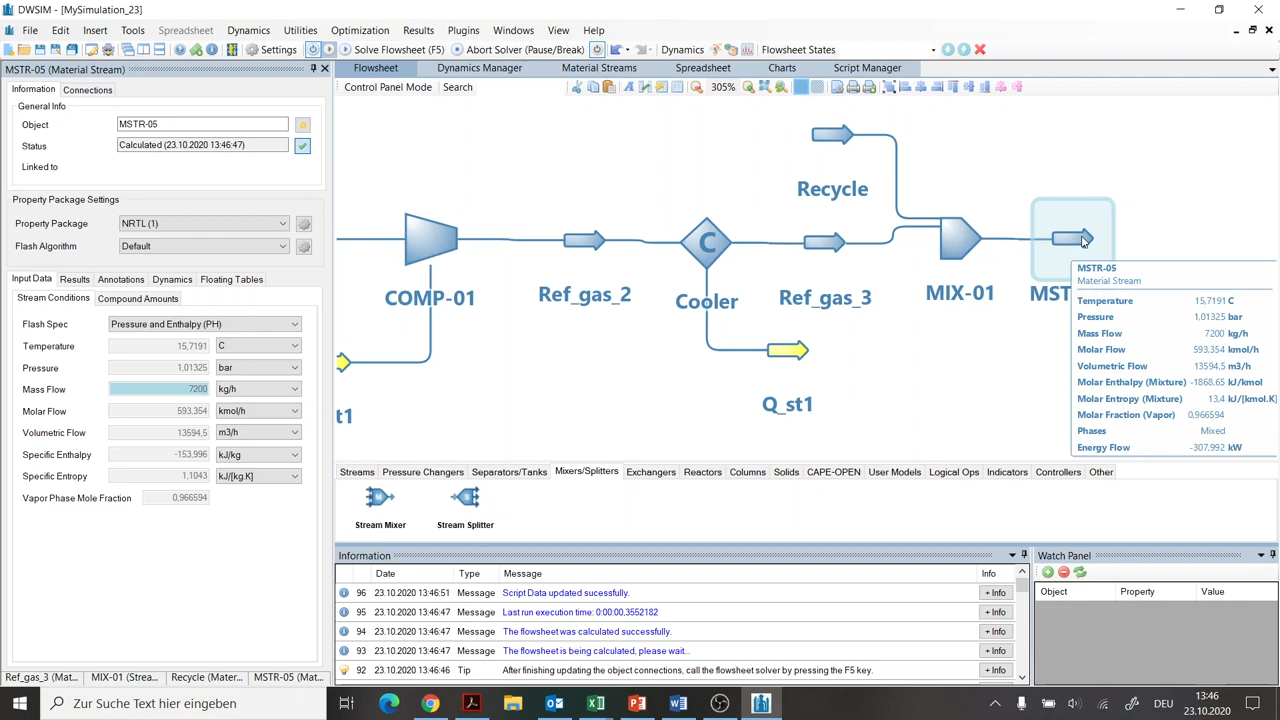 DWSIM - [MySimulation_23]
File Edit Insert Tools Spreadsheet Dynamics Utilities Optimization Results Plugins Windows View Help
Settings Solve Flowsheet (F5) Abort Solver (Pause/Break) Dynamics Flowsheet States
MSTR-05 (Material Stream)
Information Connections
General Info
Object MSTR-05
Status Calculated (23.10.2020 13:46:47)
Linked to
Property Package Settings
Property Package NRTL (1)
Flash Algorithm Default
Input Data Results Annotations Dynamics Floating Tables
Stream Conditions Compound Amounts
Flash Spec Pressure and Enthalpy (PH)
Temperature 15,7191 C
Pressure 1,01325 bar
Mass Flow 7200 kg/h
Molar Flow 593,354 kmol/h
Volumetric Flow 13594,5 m3/h
Specific Enthalpy -153,996 kJ/kg
Specific Entropy 1,1043 kJ/[kg.K]
Vapor Phase Mole Fraction 0,966594
Ref_gas_3 (Mat... MIX-01 (Strea... Recycle (Mater... MSTR-05 (Mat...
Flowsheet Dynamics Manager Material Streams Spreadsheet Charts Script Manager
Control Panel Mode Search 305%
Recycle
C
COMP-01 Ref_gas_2 Cooler Ref_gas_3 MIX-01 MST
t1 Q_st1
MSTR-05
Material Stream
Temperature 15,7191 C
Pressure 1,01325 bar
Mass Flow 7200 kg/h
Molar Flow 593,354 kmol/h
Volumetric Flow 13594,5 m3/h
Molar Enthalpy (Mixture) -1868,65 kJ/kmol
Molar Entropy (Mixture) 13,4 kJ/[kmol.K]
Molar Fraction (Vapor) 0,966594
Phases Mixed
Energy Flow -307,992 kW
Streams Pressure Changers Separators/Tanks Mixers/Splitters Exchangers Reactors Columns Solids CAPE-OPEN User Models Logical Ops Indicators Controllers Other
Stream Mixer Stream Splitter
Information
Date Type Message Info
96 23.10.2020 13:46:51 Message Script Data updated sucessfully. + Info
95 23.10.2020 13:46:47 Message Last run execution time: 0:00:00,3552182 + Info
94 23.10.2020 13:46:47 Message The flowsheet was calculated successfully. + Info
93 23.10.2020 13:46:47 Message The flowsheet is being calculated, please wait... + Info
92 23.10.2020 13:46:46 Tip After finishing updating the object connections, call the flowsheet solver by pressing the F5 key. + Info
Watch Panel
Object Property Value
Zur Suche Text hier eingeben
DEU
13:46
23.10.2020